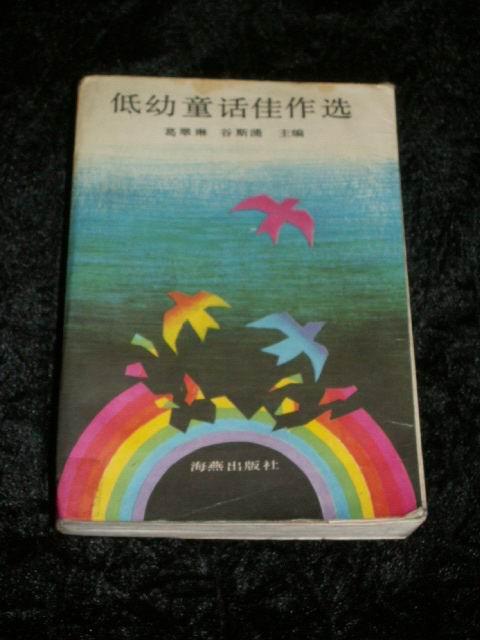 低幼童话佳作选
葛翠琳 谷斯涌 主编
海燕出版社